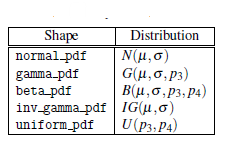 Shape Distribution
normal_pdf N(μ,σ)
gamma_pdf G(μ,σ,p₃)
beta_pdf B(μ,σ,p₃,p₄)
inv_gamma_pdf IG(μ,σ)
uniform_pdf U(p₃,p₄)